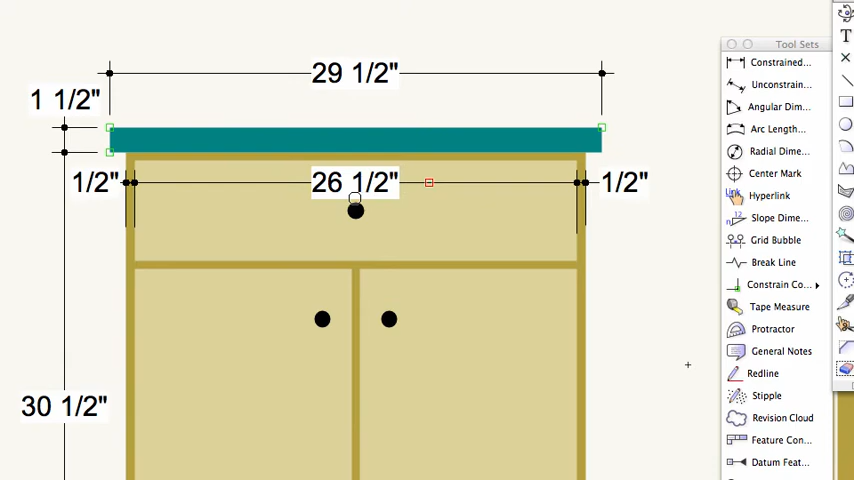 29 1/2"
1 1/2"
1/2"
26 1/2"
1/2"
30 1/2"
Tool Sets
Constrained...
Unconstrain...
Angular Dim...
Arc Length...
Radial Dime...
Center Mark
Link
Hyperlink
12
Slope Dime...
Grid Bubble
Break Line
Constrain Co...
Tape Measure
Protractor
General Notes
Redline
Stipple
Revision Cloud
Feature Con...
Datum Feat...
T